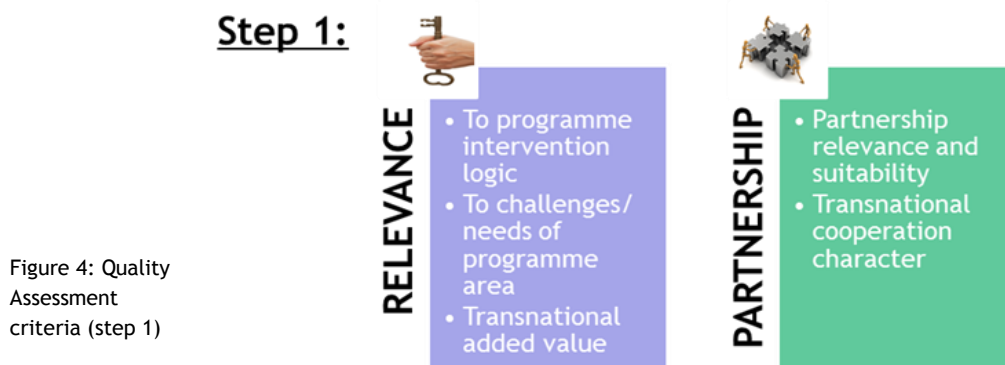 Step 1:
RELEVANCE
• To programme
intervention
logic
• To challenges/
needs of
programme
area
• Transnational
added value
PARTNERSHIP
• Partnership
relevance and
suitability
• Transnational
cooperation
character
Figure 4: Quality
Assessment
criteria (step 1)